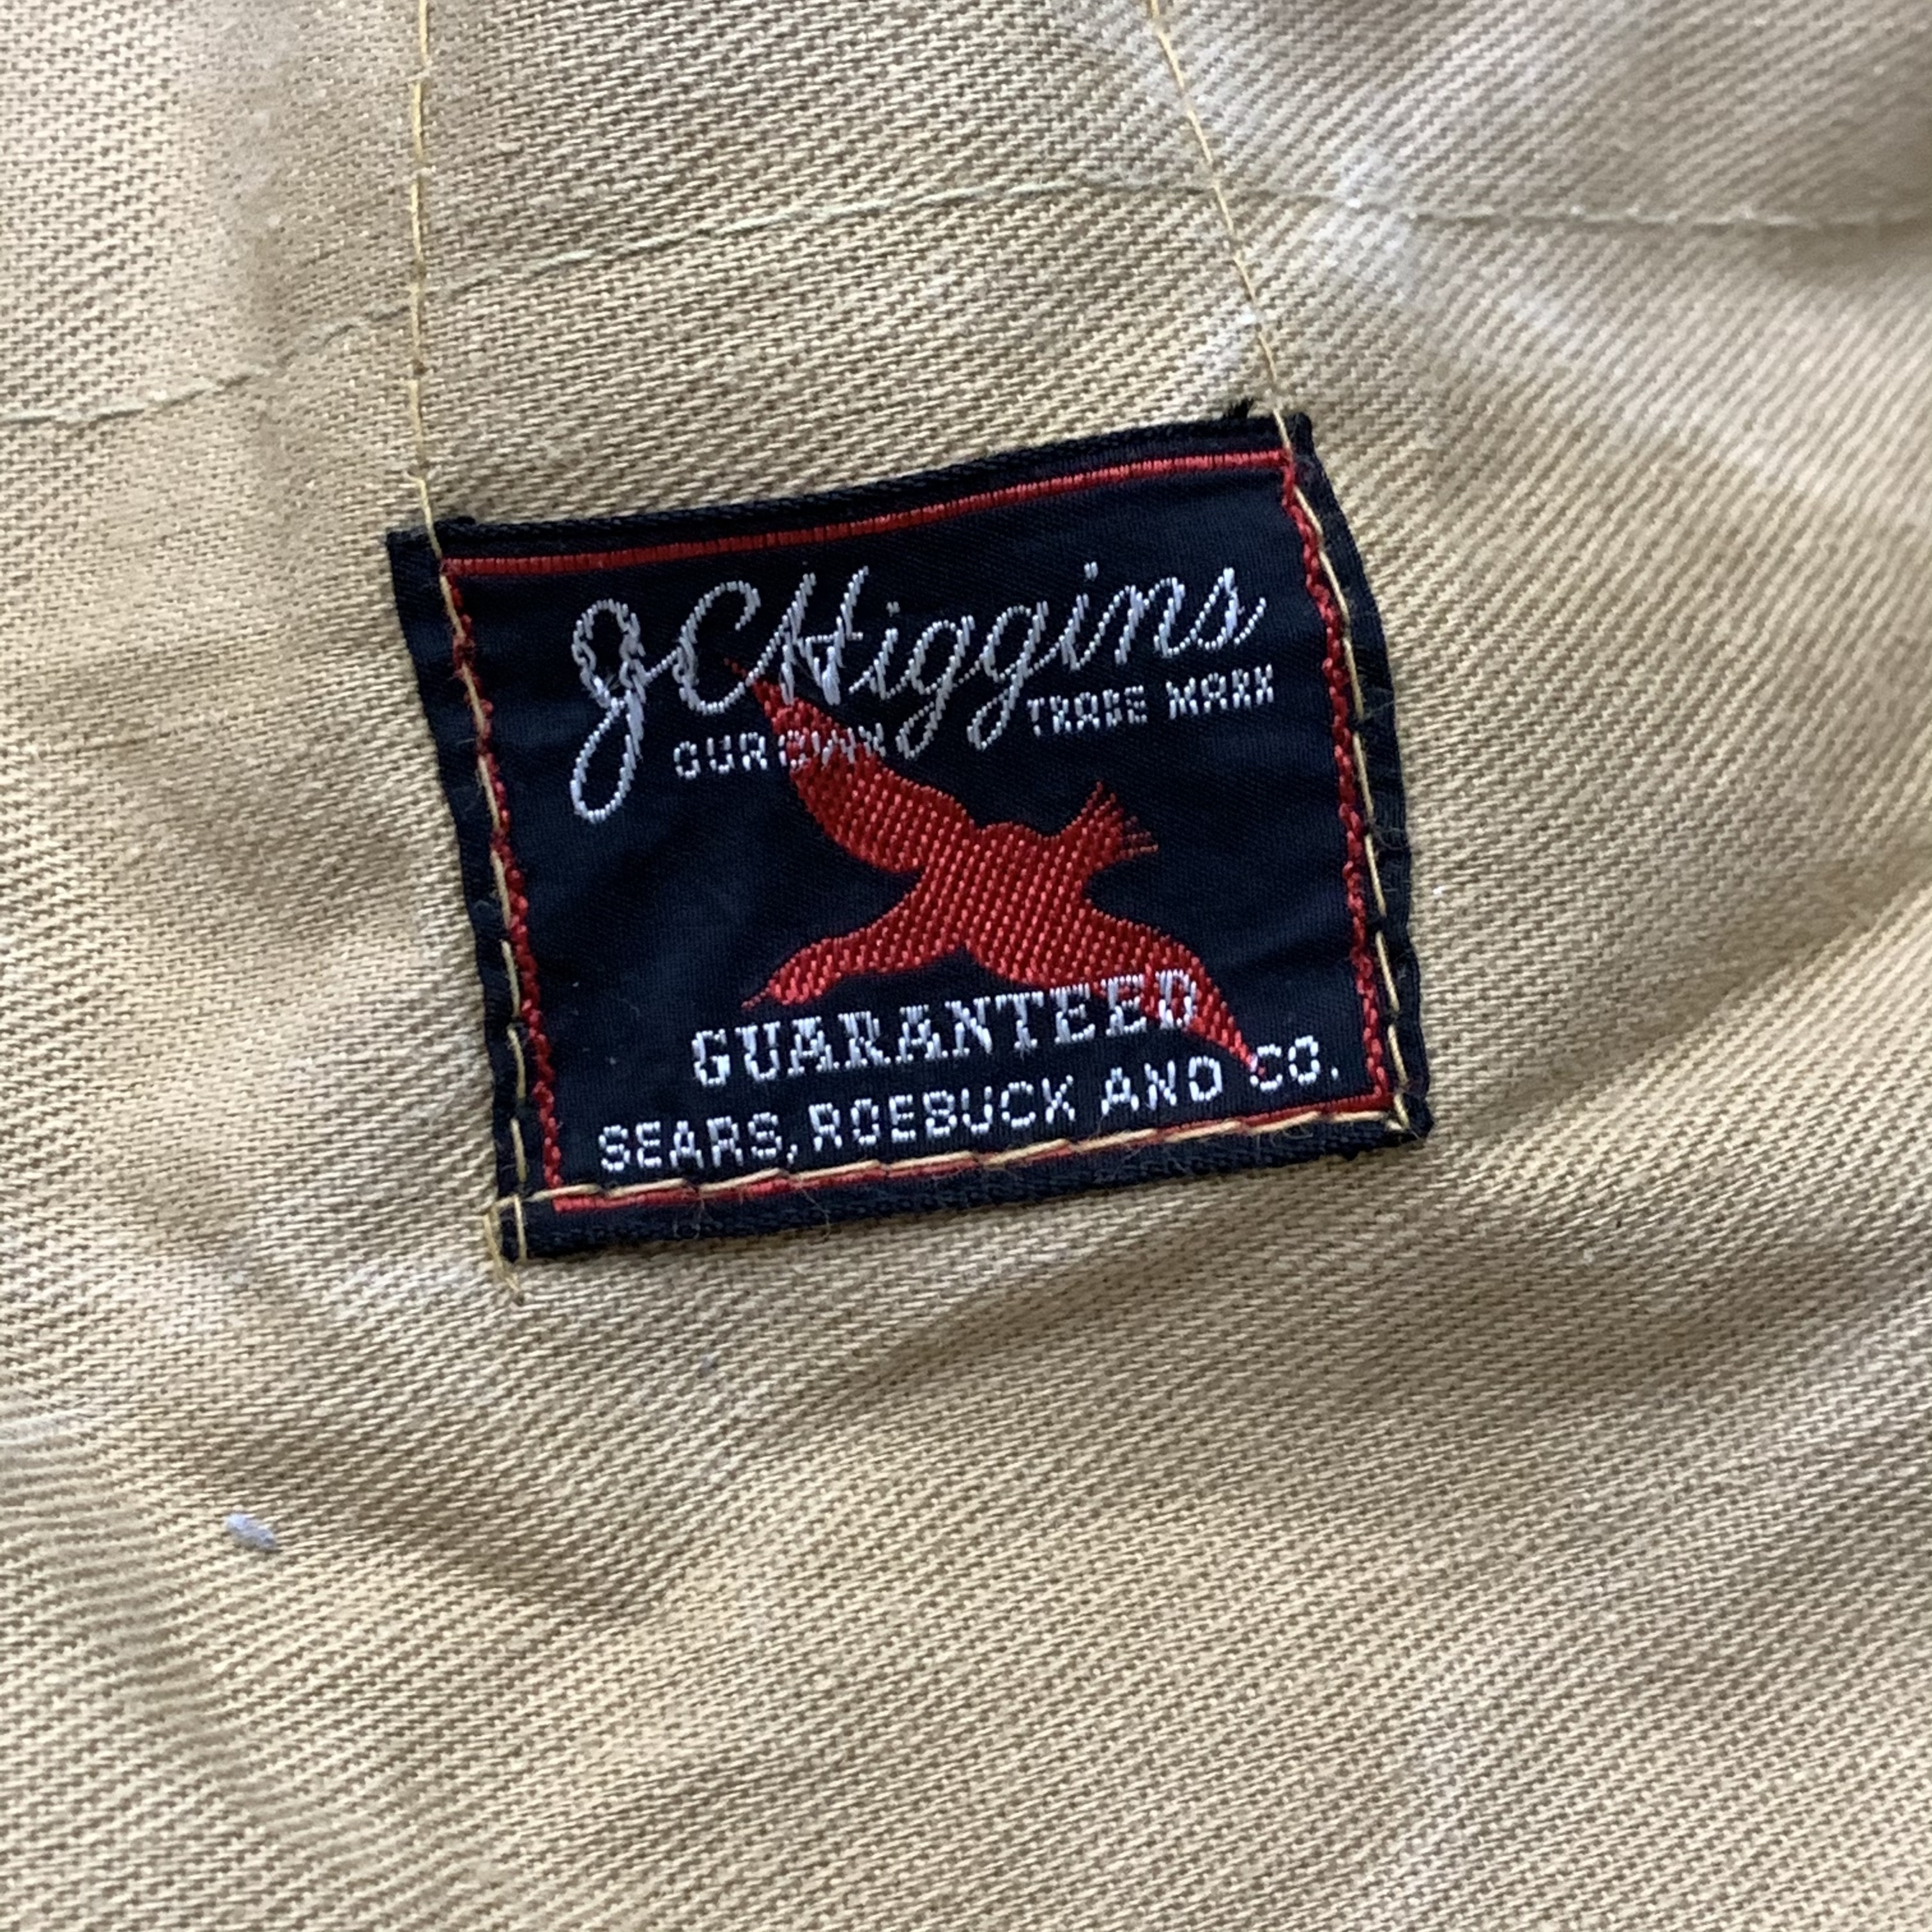 J.C. Higgins
OUR OWN TRADE MARK
GUARANTEED
SEARS, ROEBUCK AND CO.